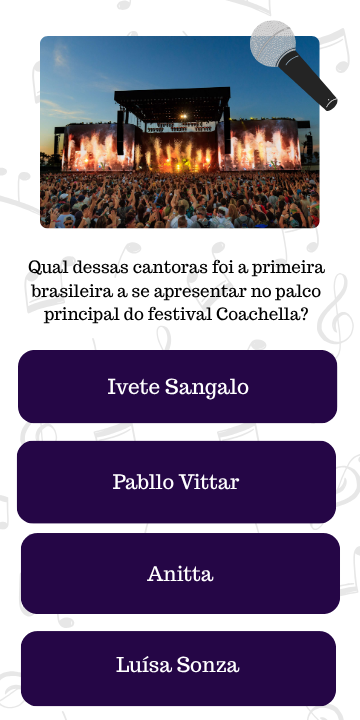 Qual dessas cantoras foi a primeira
brasileira a se apresentar no palco
principal do festival Coachella?
Ivete Sangalo
Pabllo Vittar
Anitta
Luísa Sonza